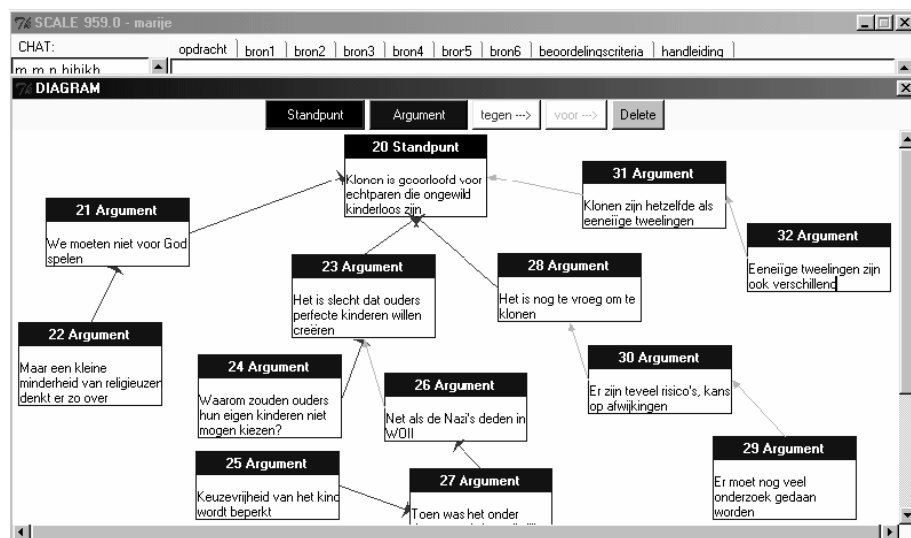 SCALE 959.0 - marije
CHAT:
opdracht bron1 bron2 bron3 bron4 bror5 bron6 beoordelingscriteria handleiding
m m n hihikh
DIAGRAM
Standpunt Argument tegen ---> voor ---> Delete
20 Standpunt
Klonen is geoorloofd voor
echtparen die ongewild
kinderloos zijn
31 Argument
Klonen zijn hetzelfde als
eeneiïge tweelingen
21 Argument
We moeten niet voor God
spelen
32 Argument
Eeneiïge tweelingen zijn
ook verschillend
23 Argument
Het is slecht dat ouders
perfecte kinderen willen
creëren
28 Argument
Het is nog te vroeg om te
klonen
22 Argument
Maar een kleine
minderheid van religieuzen
denkt er zo over
24 Argument
Waarom zouden ouders
hun eigen kinderen niet
mogen kiezen?
30 Argument
Er zijn teveel risico's, kans
op afwijkingen
26 Argument
Net als de Nazi's deden in
WOII
29 Argument
Er moet nog veel
onderzoek gedaan
worden
25 Argument
Keuzevrijheid van het kind
wordt beperkt
27 Argument
Toen was het onder